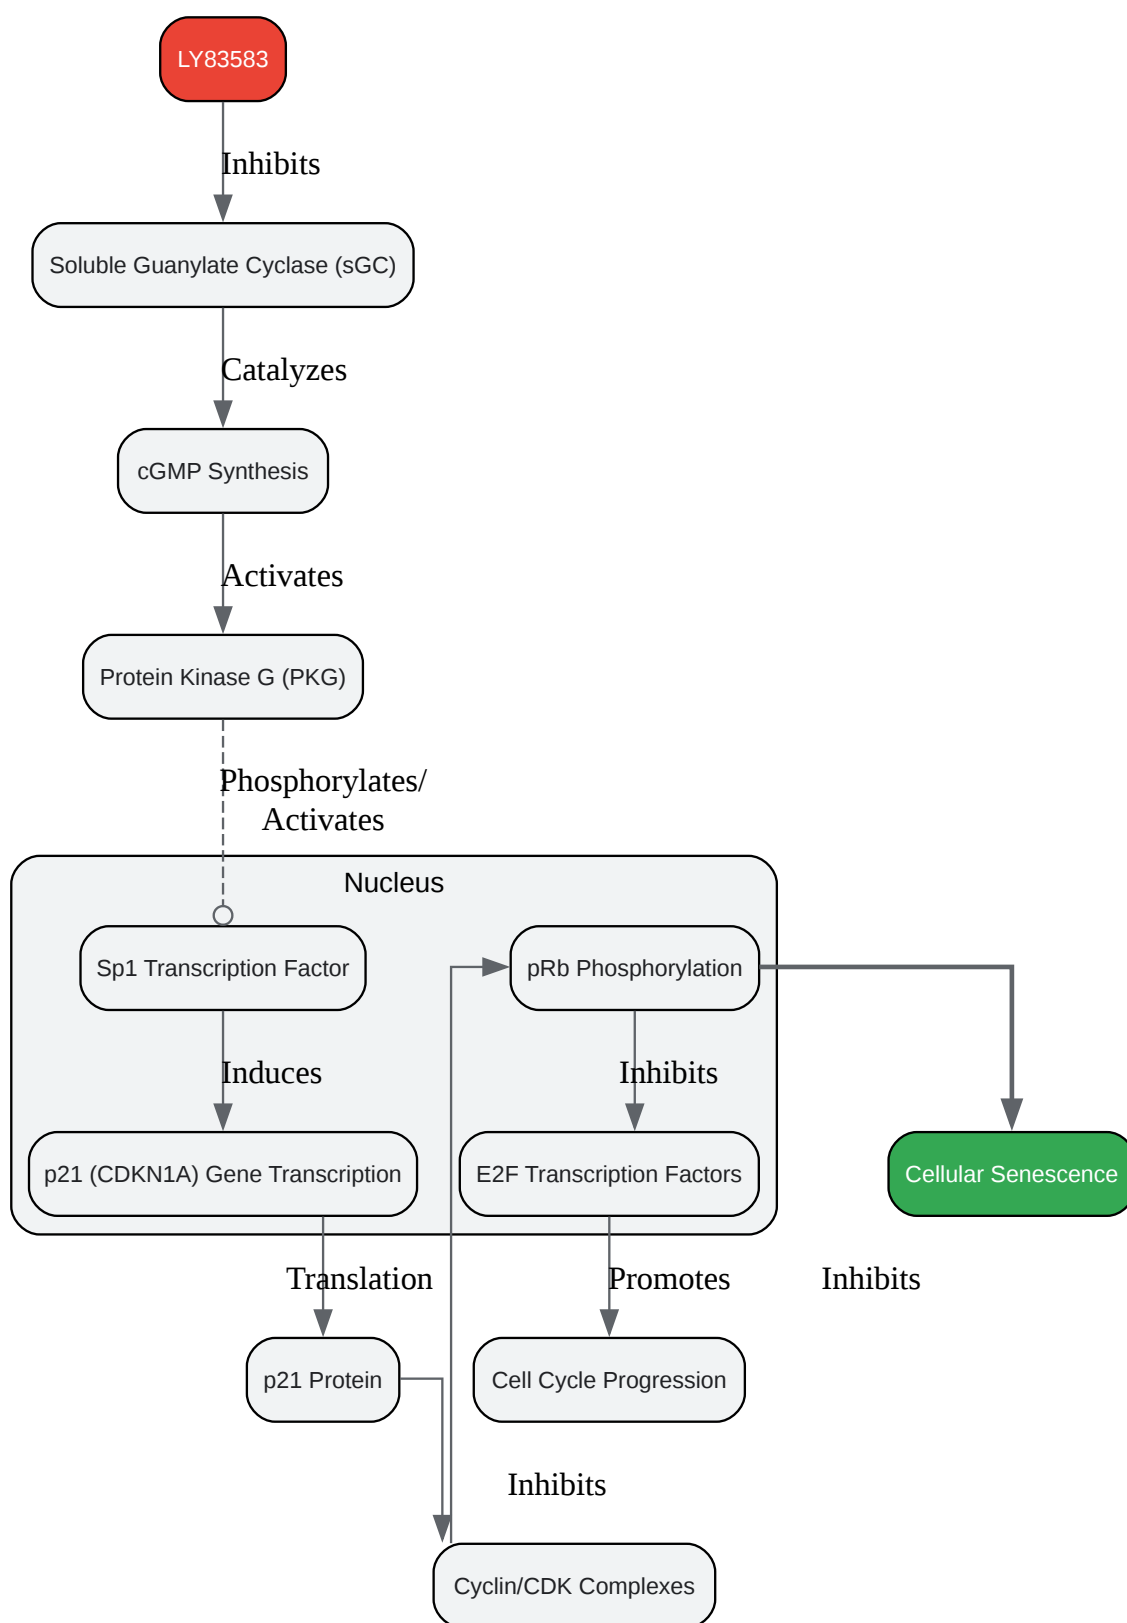 LY83583
Inhibits
Soluble Guanylate Cyclase (sGC)
Catalyzes
cGMP Synthesis
Activates
Protein Kinase G (PKG)
Phosphorylates/
Activates
Nucleus
Sp1 Transcription Factor
pRb Phosphorylation
Induces
Inhibits
p21 (CDKN1A) Gene Transcription
E2F Transcription Factors
Cellular Senescence
Translation
Promotes
Inhibits
p21 Protein
Cell Cycle Progression
Inhibits
Cyclin/CDK Complexes